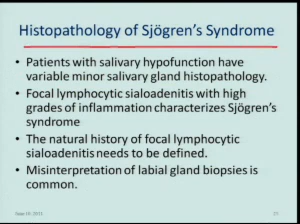 Histopathology of Sjögren's Syndrome
• Patients with salivary hypofunction have
variable minor salivary gland histopathology.
• Focal lymphocytic sialoadenitis with high
grades of inflammation characterizes Sjögren's
syndrome
• The natural history of focal lymphocytic
sialoadenitis needs to be defined.
• Misinterpretation of labial gland biopsies is
common.